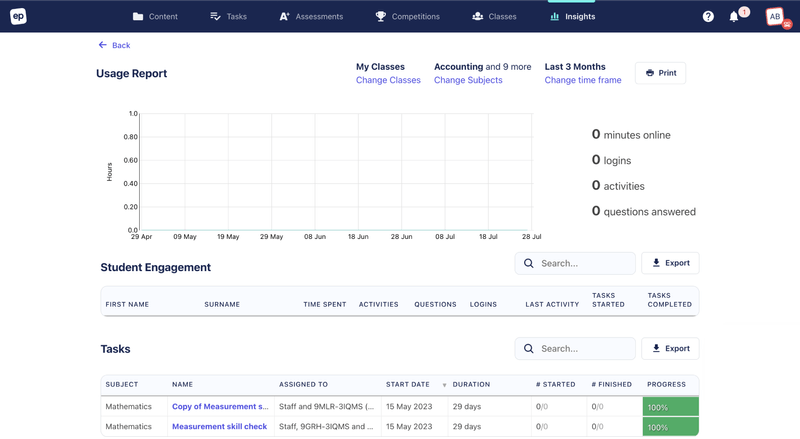 ep Content Tasks Assessments Competitions Classes Insights ? 1 AB
Back
Usage Report
My Classes
Change Classes
Accounting and 9 more
Change Subjects
Last 3 Months
Change time frame
Print
1.0
0.80
0.60
0.40
0.20
0.0
Hours
29 Apr 09 May 19 May 29 May 08 Jun 18 Jun 28 Jun 08 Jul 18 Jul 28 Jul
0 minutes online
0 logins
0 activities
0 questions answered
Student Engagement
Search...
Export
FIRST NAME SURNAME TIME SPENT ACTIVITIES QUESTIONS LOGINS LAST ACTIVITY TASKS STARTED TASKS COMPLETED
Tasks
Search...
Export
SUBJECT NAME ASSIGNED TO START DATE DURATION # STARTED # FINISHED PROGRESS
Mathematics Copy of Measurement s... Staff and 9MLR-3IQMS (... 15 May 2023 29 days 0/0 0/0 100%
Mathematics Measurement skill check Staff, 9GRH-3IQMS and ... 15 May 2023 29 days 0/0 0/0 100%